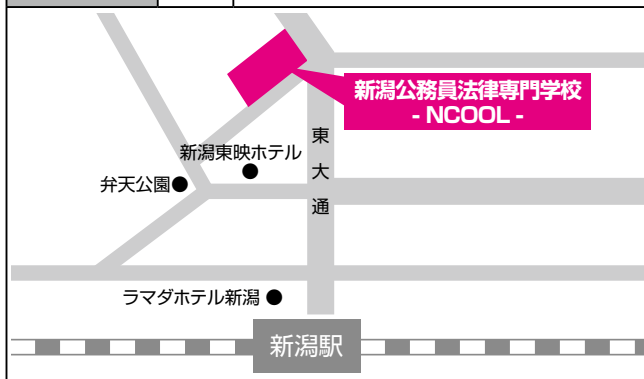 新潟公務員法律専門学校
- NCOOL -
東大通
新潟東映ホテル
弁天公園
ラマダホテル新潟
新潟駅